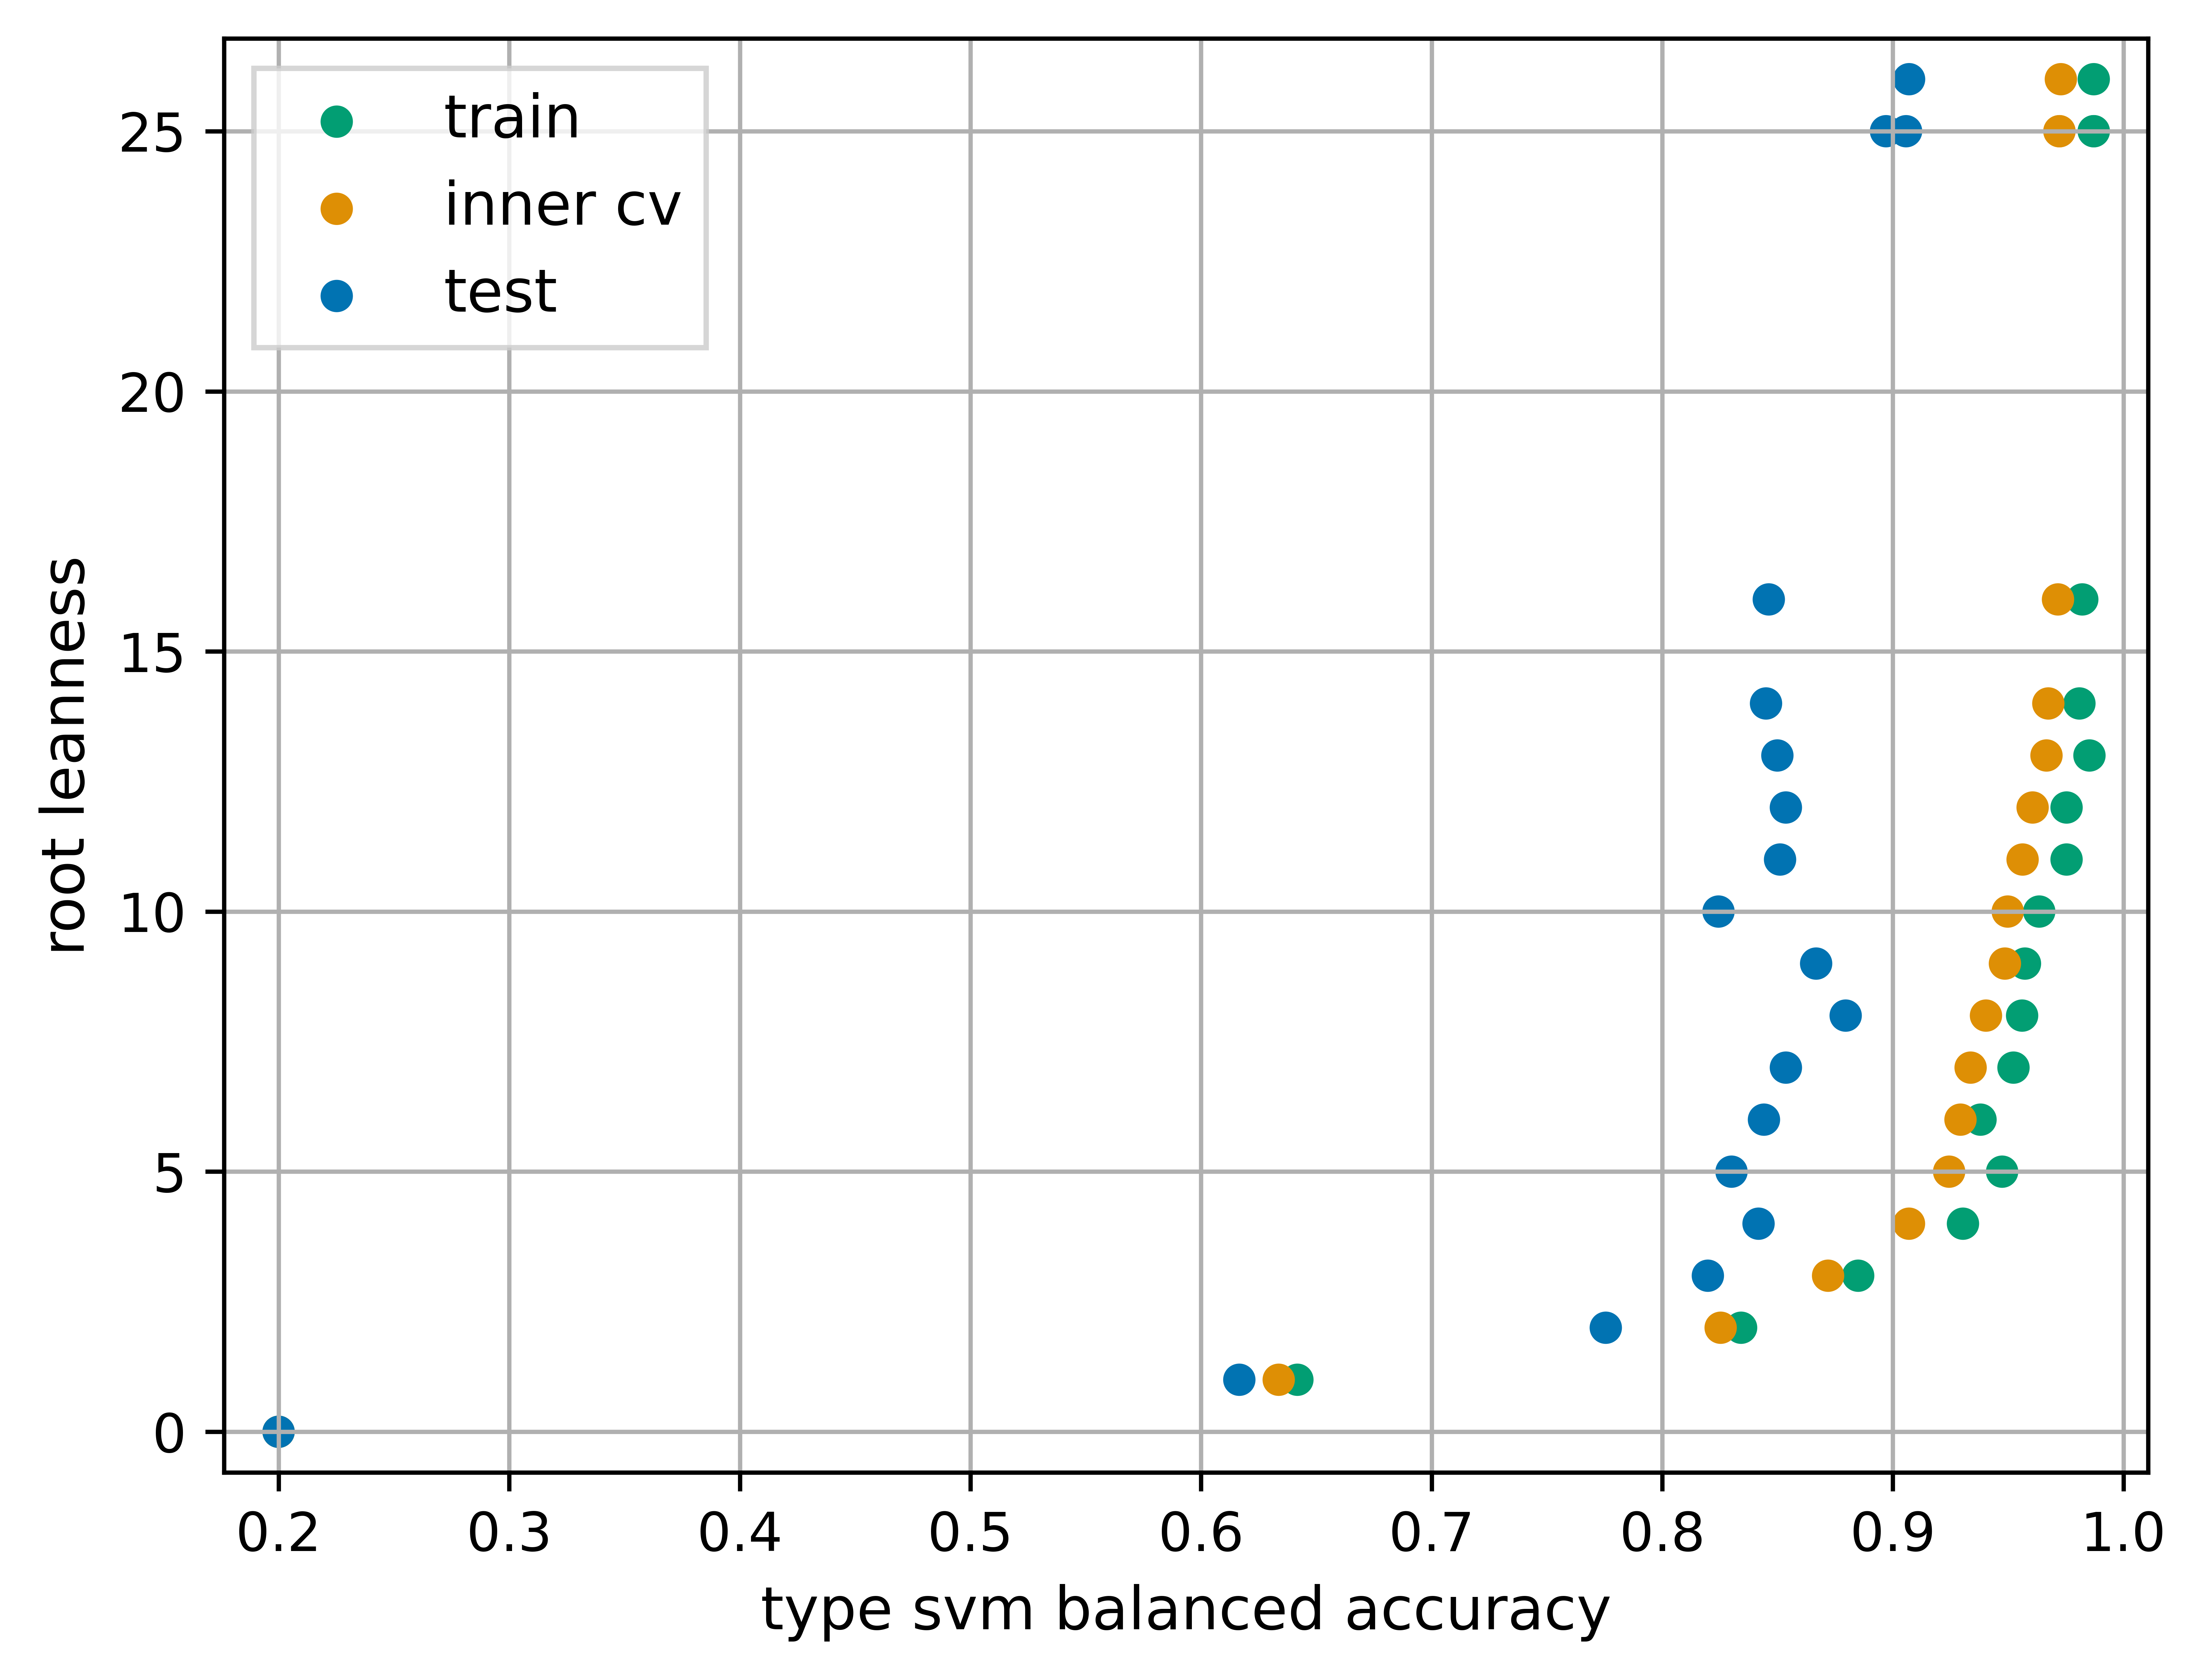 train
inner cv
test
25
20
15
10
5
0
root leanness
0.2 0.3 0.4 0.5 0.6 0.7 0.8 0.9 1.0
type svm balanced accuracy